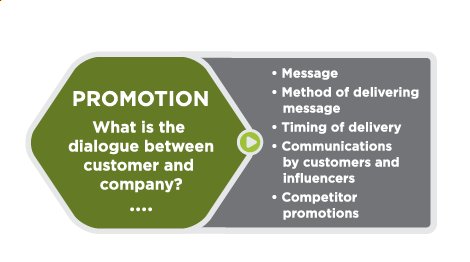 PROMOTION
What is the
dialogue between
customer and
company?
....
• Message
• Method of delivering
message
• Timing of delivery
• Communications
by customers and
influencers
• Competitor
promotions